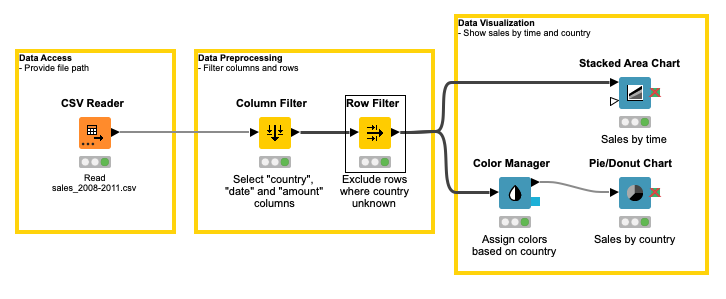 Data Access
- Provide file path
CSV Reader
Read
sales_2008-2011.csv
Data Preprocessing
- Filter columns and rows
Column Filter
Select "country",
"date" and "amount"
columns
Row Filter
Exclude rows
where country
unknown
Data Visualization
- Show sales by time and country
Stacked Area Chart
Sales by time
Color Manager
Assign colors
based on country
Pie/Donut Chart
Sales by country